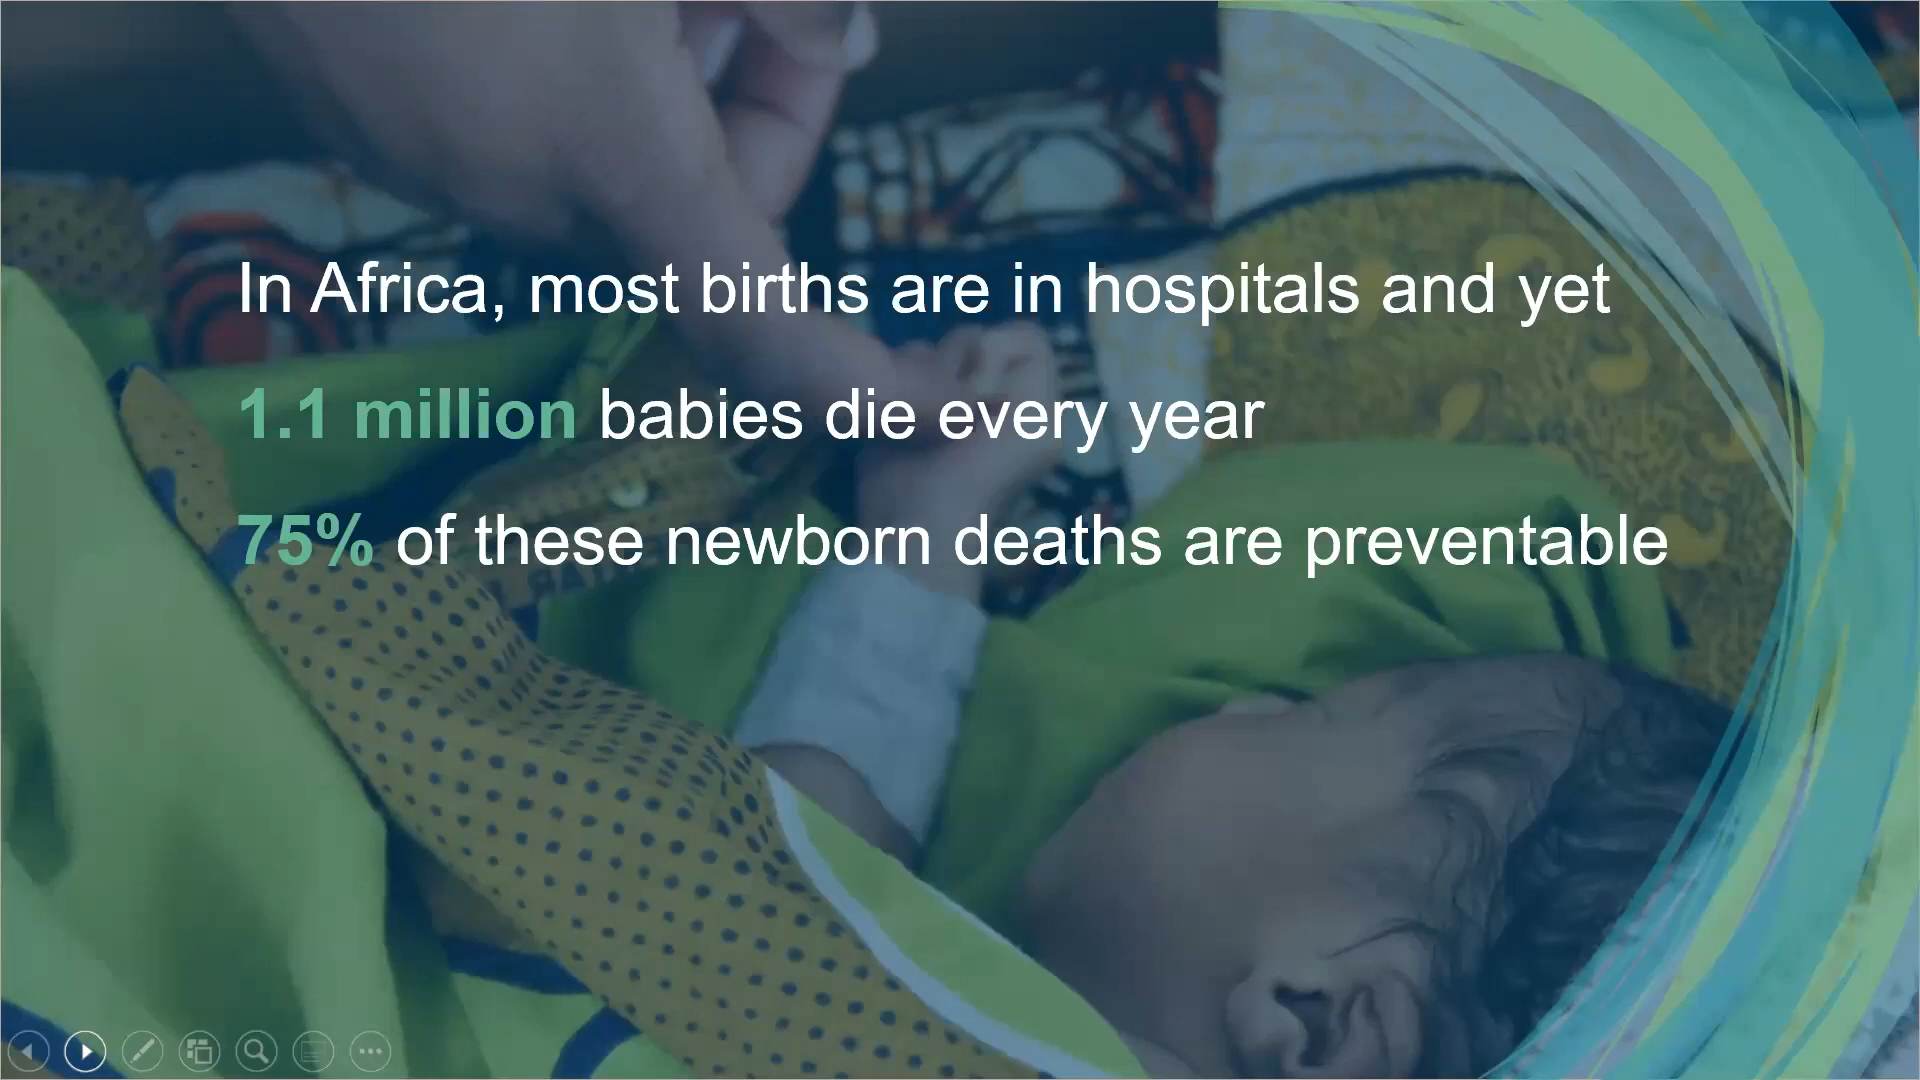 In Africa, most births are in hospitals and yet
1.1 million babies die every year
75% of these newborn deaths are preventable